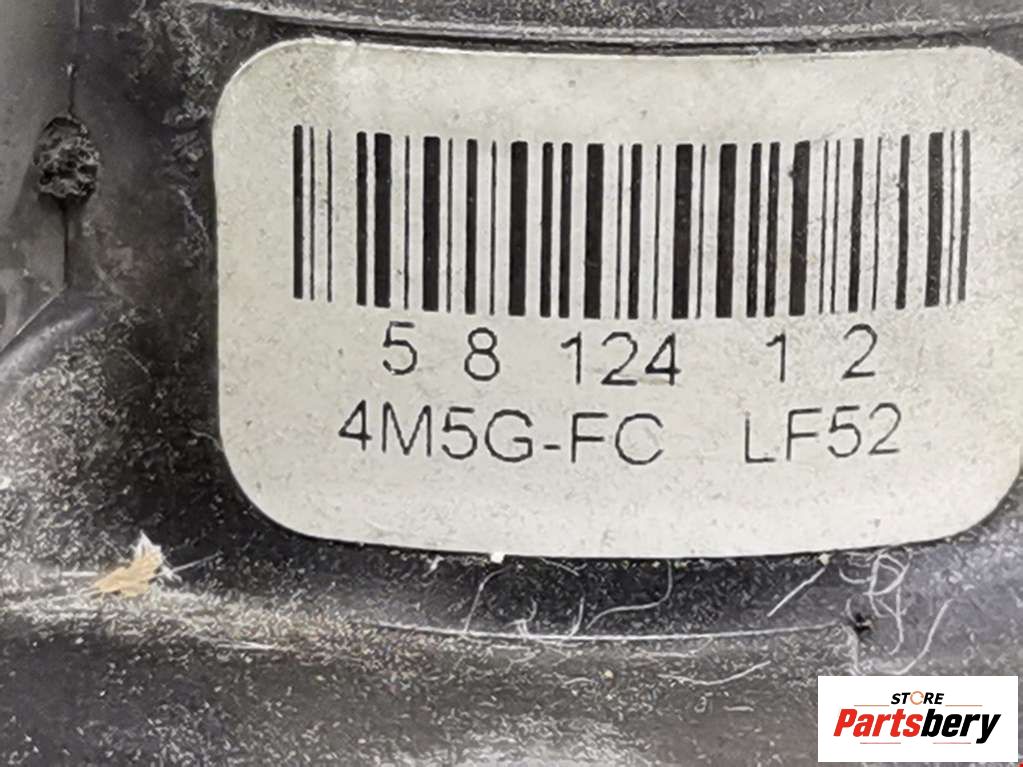 5 8 124 1 2
4M5G-FC LF52
STORE
Partsbery